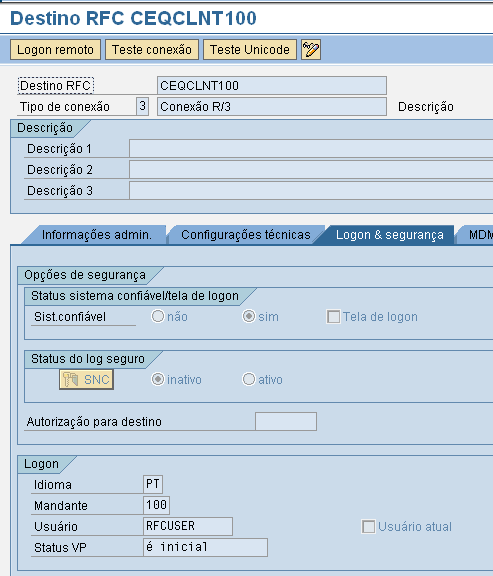 Destino RFC CEQCLNT100
Logon remoto Teste conexão Teste Unicode
Destino RFC CEQCLNT100
Tipo de conexão 3 Conexão R/3 Descrição
Descrição
Descrição 1
Descrição 2
Descrição 3
Informações admin. Configurações técnicas Logon & segurança MDM
Opções de segurança
Status sistema confiável/tela de logon
Sist.confiável não sim Tela de logon
Status do log seguro
SNC inativo ativo
Autorização para destino
Logon
Idioma PT
Mandante 100
Usuário RFCUSER Usuário atual
Status VP é inicial